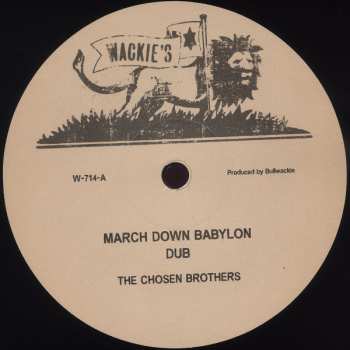 WACKIE'S
W-714-A
Produced by Bullwackie
MARCH DOWN BABYLON
DUB
THE CHOSEN BROTHERS